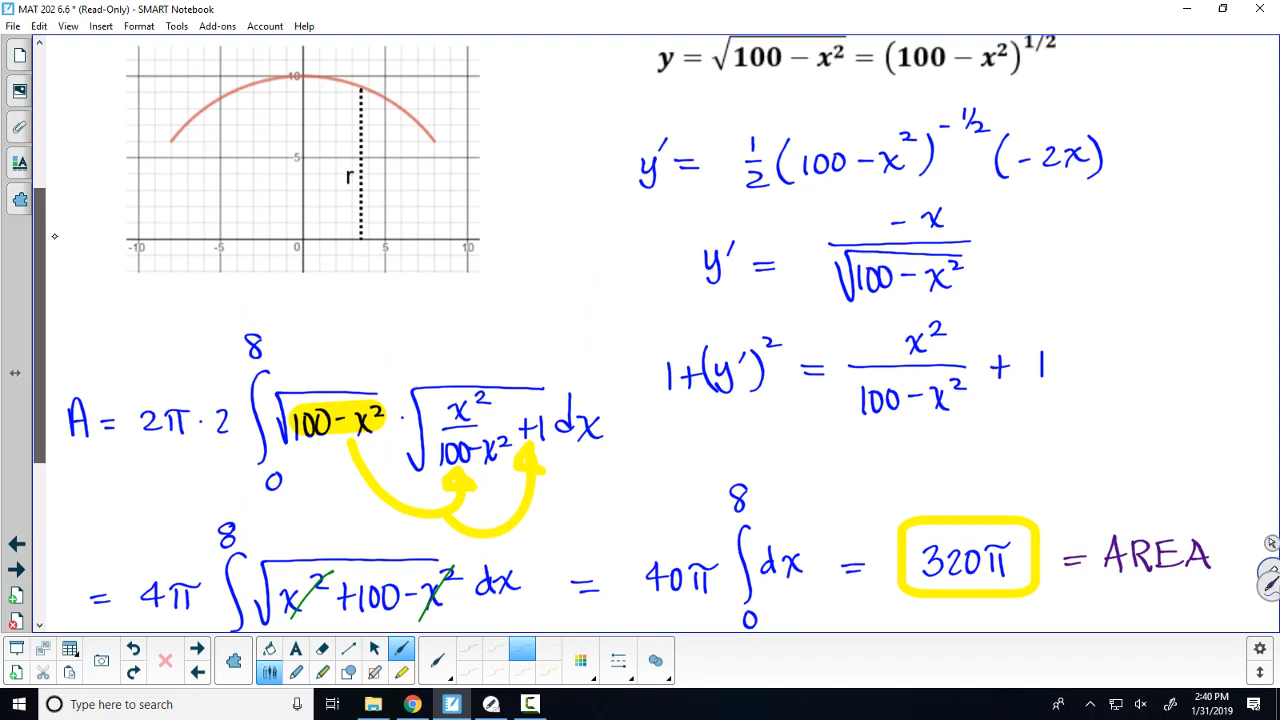 MAT 202 6.6 * (Read-Only) - SMART Notebook
File Edit View Insert Format Tools Add-ons Account Help
10
5
r
-10 -5 0 5 10
y = √(100 − x²) = (100 − x²)^1/2
y' = 1/2 (100 − x²)^−1/2 (−2x)
y' = −x / √(100 − x²)
1+(y')² = x² / (100 − x²) + 1
A = 2π · 2 ∫₀⁸ √(100 − x²) · √(x² / (100−x²) + 1) dx
= 4π ∫⁸ √(x² + 100 − x²) dx = 40π ∫₀⁸ dx = 320π = AREA
Type here to search
2:40 PM
1/31/2019